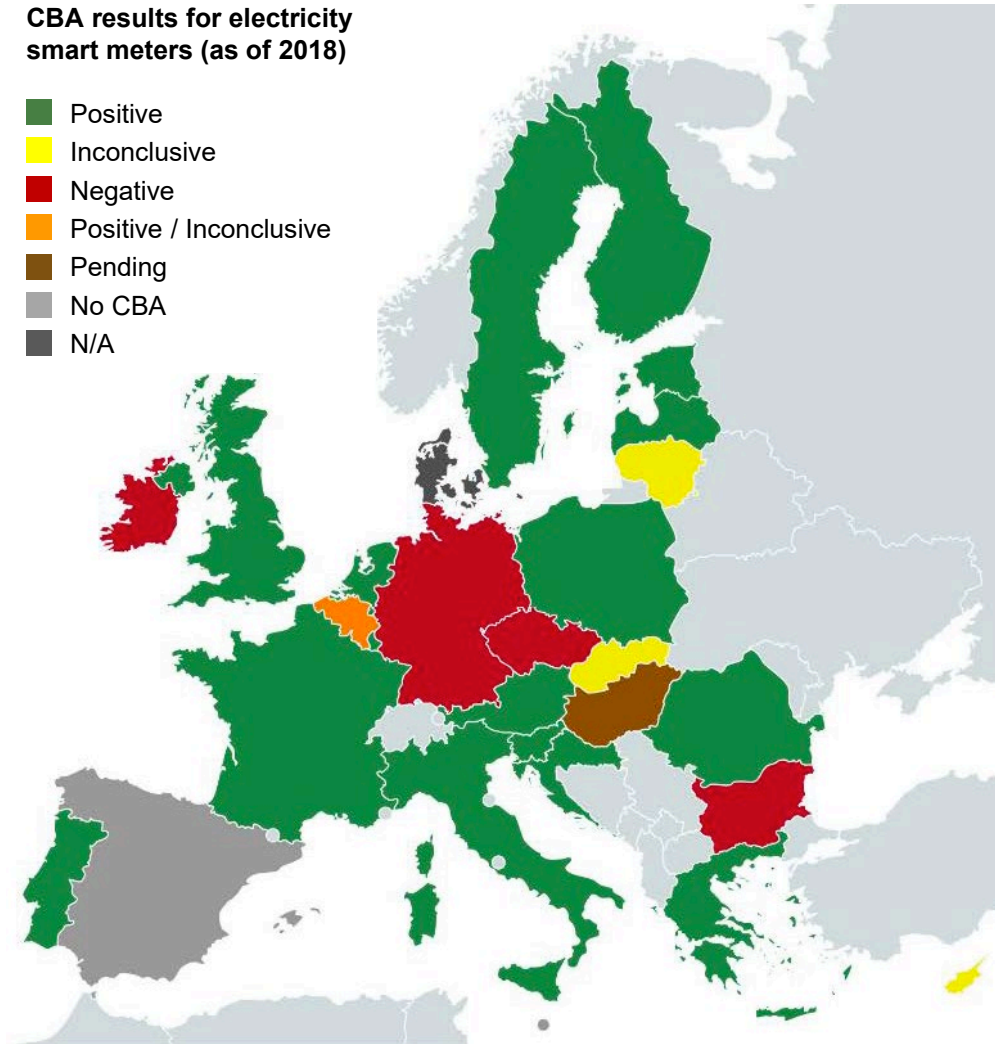 CBA results for electricity
smart meters (as of 2018)
Positive
Inconclusive
Negative
Positive / Inconclusive
Pending
No CBA
N/A